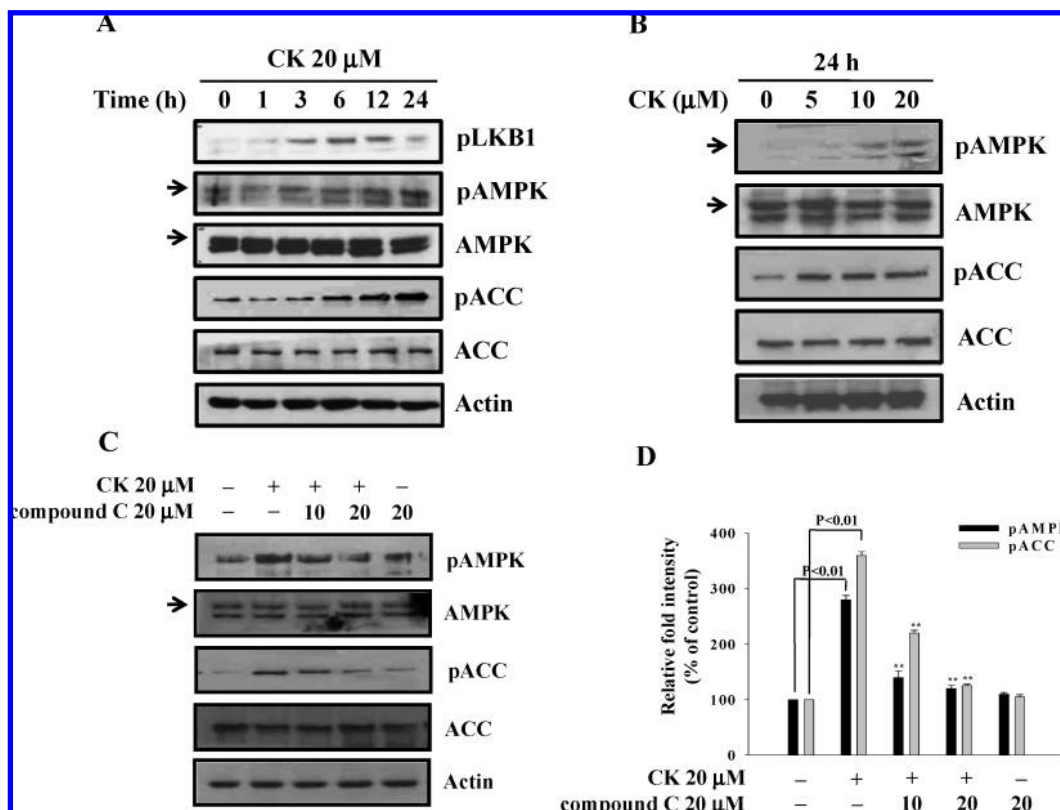 A
CK 20 μM
Time (h) 0 1 3 6 12 24
pLKB1
pAMPK
AMPK
pACC
ACC
Actin
B
24 h
CK (μM) 0 5 10 20
pAMPK
AMPK
pACC
ACC
Actin
C
CK 20 μM – + + + –
compound C 20 μM – – 10 20 20
pAMPK
AMPK
pACC
ACC
Actin
D
pAMPK
pACC
P<0.01
P<0.01
Relative fold intensity
(% of control)
400
300
200
100
0
** ** ** **
CK 20 μM – + + + –
compound C 20 μM – – 10 20 20